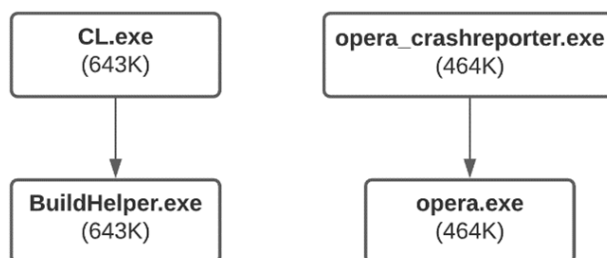 CL.exe
(643K)
opera_crashreporter.exe
(464K)
BuildHelper.exe
(643K)
opera.exe
(464K)